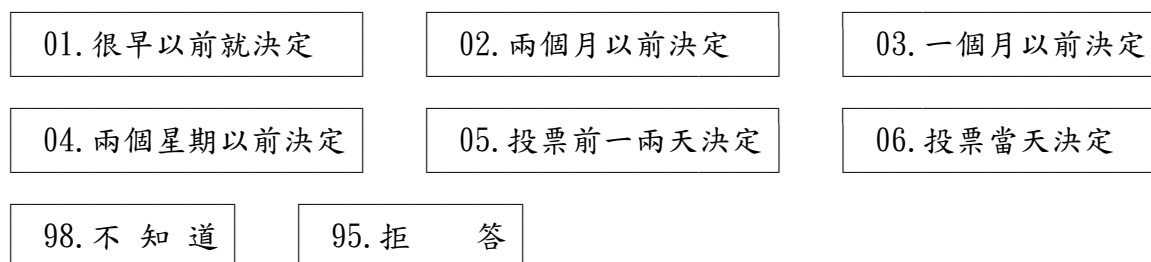 01.很早以前就決定 02.兩個月以前決定 03.一個月以前決定
04.兩個星期以前決定 05.投票前一兩天決定 06.投票當天決定
98.不 知 道 95.拒 答